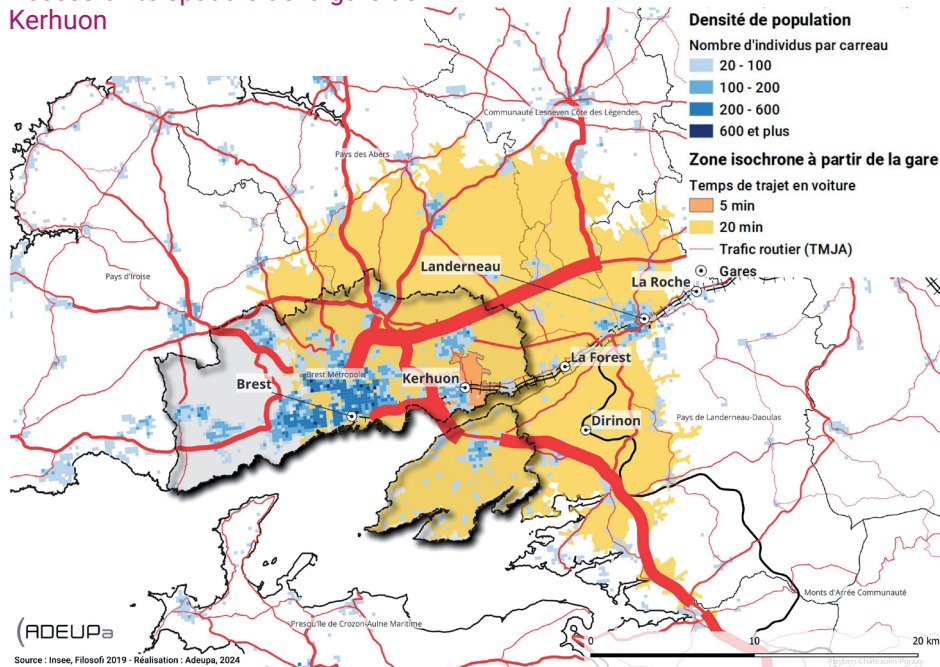 Kerhuon
Densité de population
Nombre d'individus par carreau
20 - 100
100 - 200
200 - 600
600 et plus
Zone isochrone à partir de la gare
Temps de trajet en voiture
5 min
20 min
Trafic routier (TMJA)
Gares
Communauté Lesneven Côte des Légendes
Pays des Abers
Landerneau
La Roche
Pays d'Iroise
La Forest
Brest Métropole
Brest
Kerhuon
Dirinon
Pays de Landerneau-Daoulas
Monts d'Arrée Communauté
Presqu'île de Crozon-Aulne Maritime
ADEUPa
0 10 20 km
Pleyben-Châteaulin-Porzay
Source : Insee, Filosofi 2019 - Réalisation : Adeupa, 2024